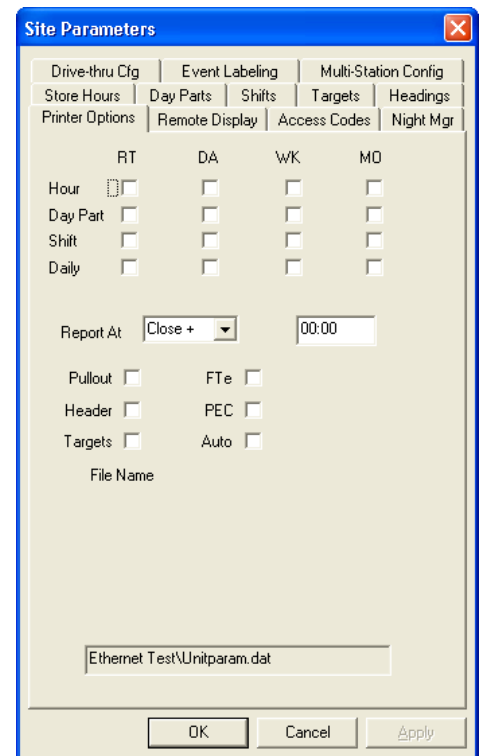 Site Parameters
Drive-thru Cfg Event Labeling Multi-Station Config
Store Hours Day Parts Shifts Targets Headings
Printer Options Remote Display Access Codes Night Mgr
RT DA WK MO
Hour
Day Part
Shift
Daily
Report At Close + 00:00
Pullout FTe
Header PEC
Targets Auto
File Name
Ethernet Test\Unitparam.dat
OK Cancel Apply